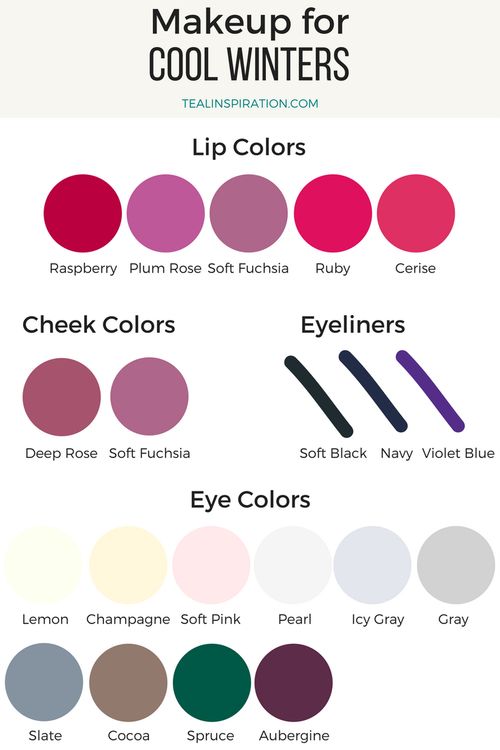 Makeup for
COOL WINTERS
TEALINSPIRATION.COM
Lip Colors
Raspberry Plum Rose Soft Fuchsia Ruby Cerise
Cheek Colors
Deep Rose Soft Fuchsia
Eyeliners
Soft Black Navy Violet Blue
Eye Colors
Lemon Champagne Soft Pink Pearl Icy Gray Gray
Slate Cocoa Spruce Aubergine